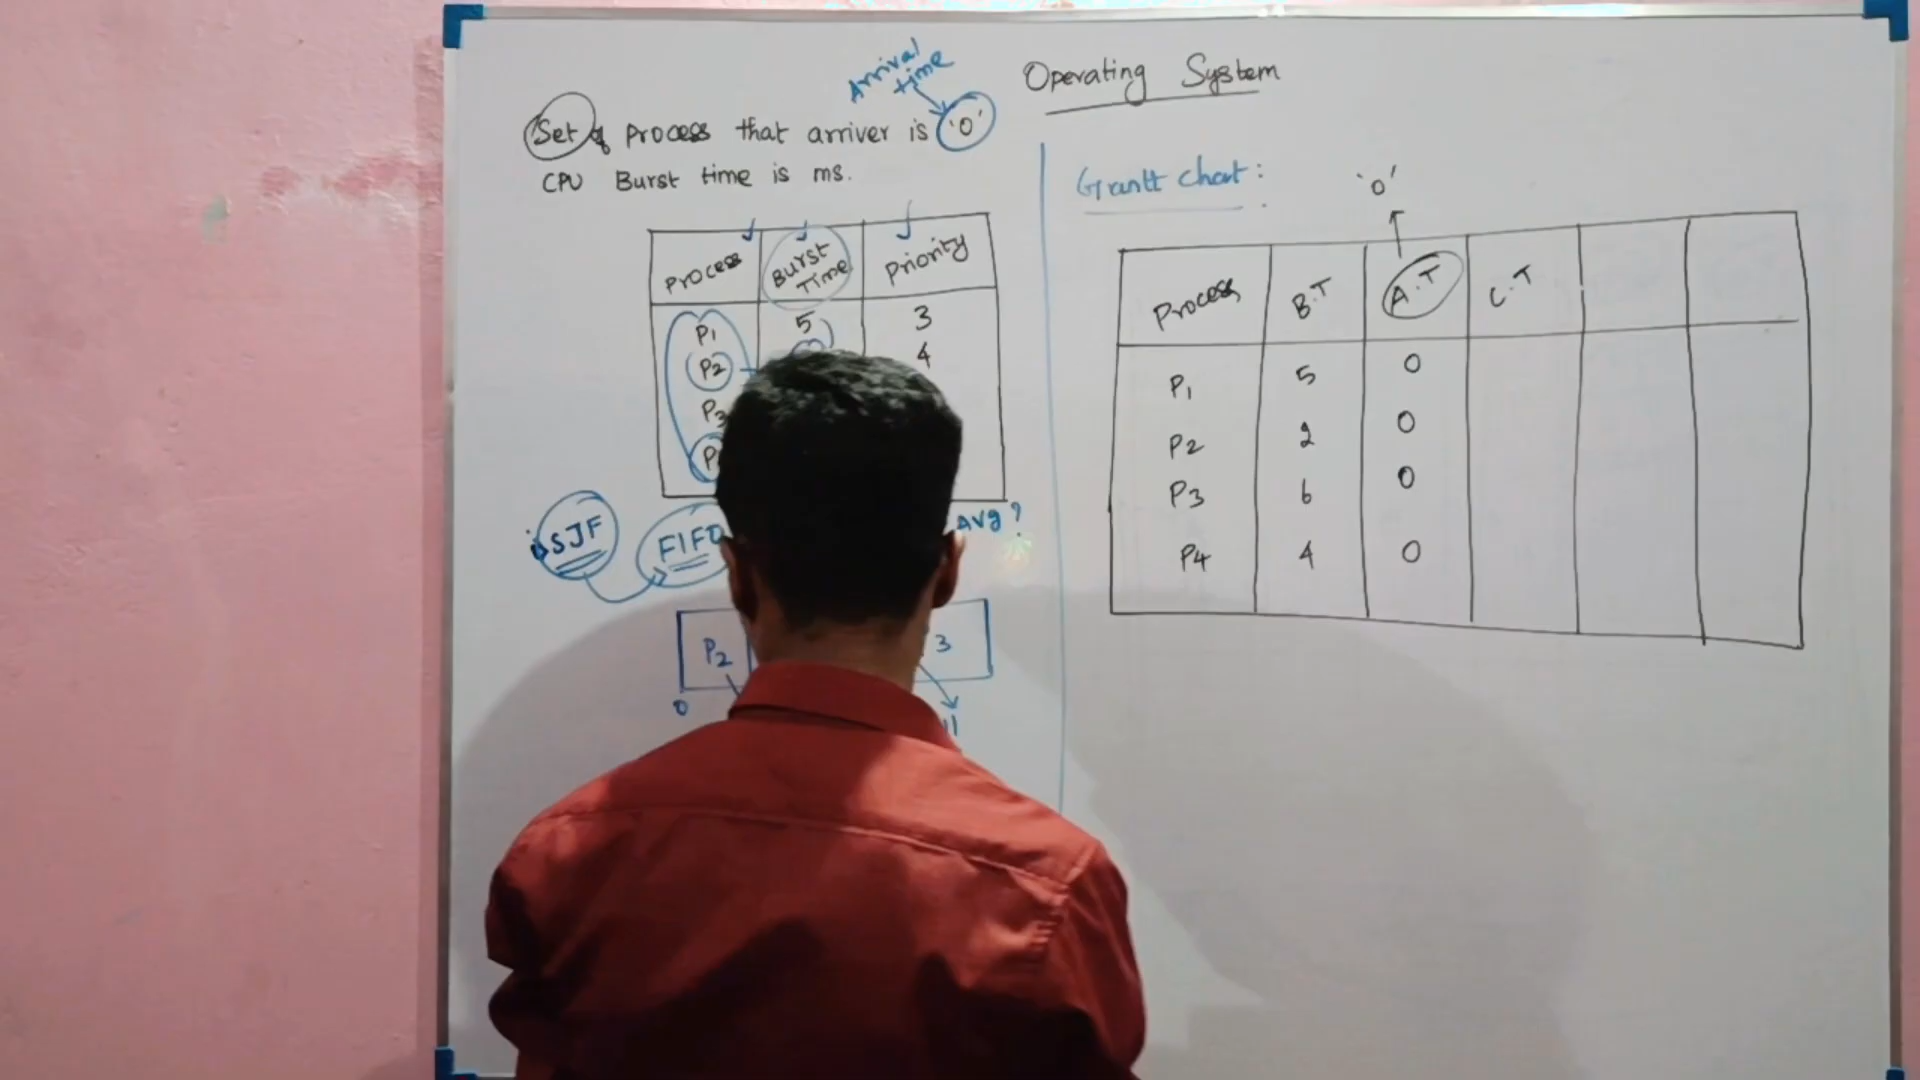 Operating System
Arrival
time
Set of process that arriver is '0'
CPU Burst time is ms.
Process Burst Time Priority
P1 5 3
P2 4
P3
SJF FIFO Avg?
P2 3
0 11
Grantt chart:
'0'
Process B.T A.T C.T
P1 5 0
P2 2 0
P3 6 0
P4 4 0